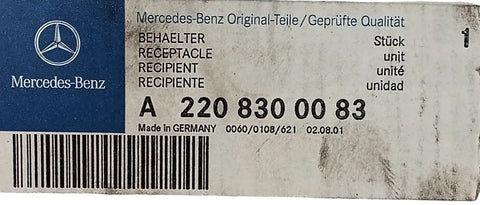 Mercedes-Benz Original-Teile/Geprüfte Qualität
BEHAELTER Stück
RECEPTACLE unit
RECIPIENT unité
RECIPIENTE unidad
1
Mercedes-Benz
A 220 830 00 83
Made in GERMANY 0060/0108/621 02.08.01